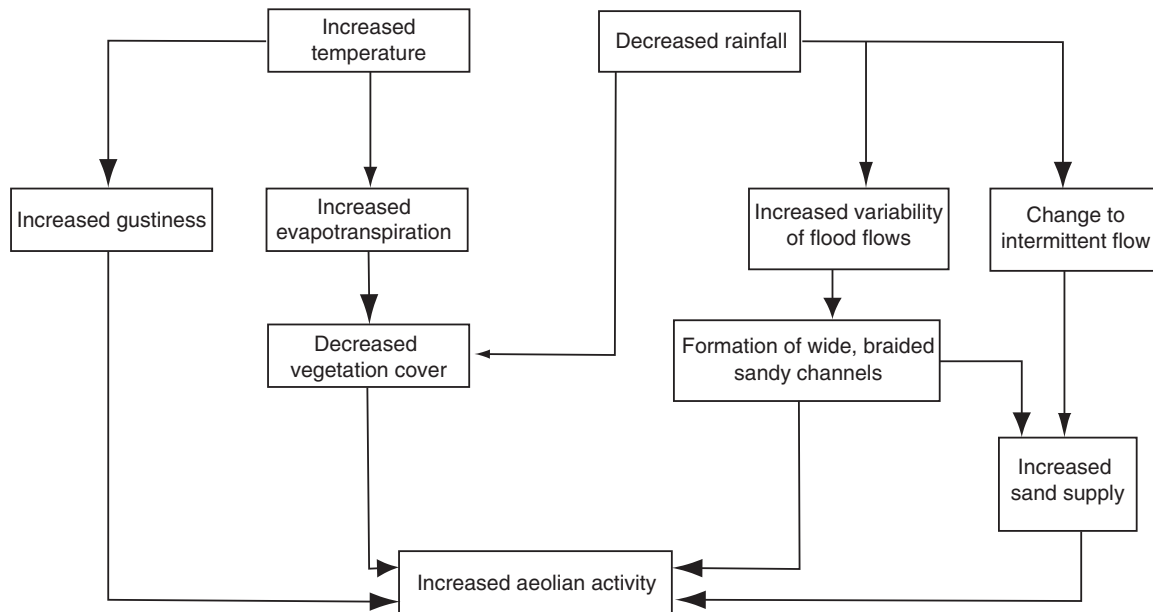 Increased
temperature
Decreased rainfall
Increased gustiness
Increased
evapotranspiration
Increased variability
of flood flows
Change to
intermittent flow
Decreased
vegetation cover
Formation of wide, braided
sandy channels
Increased
sand supply
Increased aeolian activity